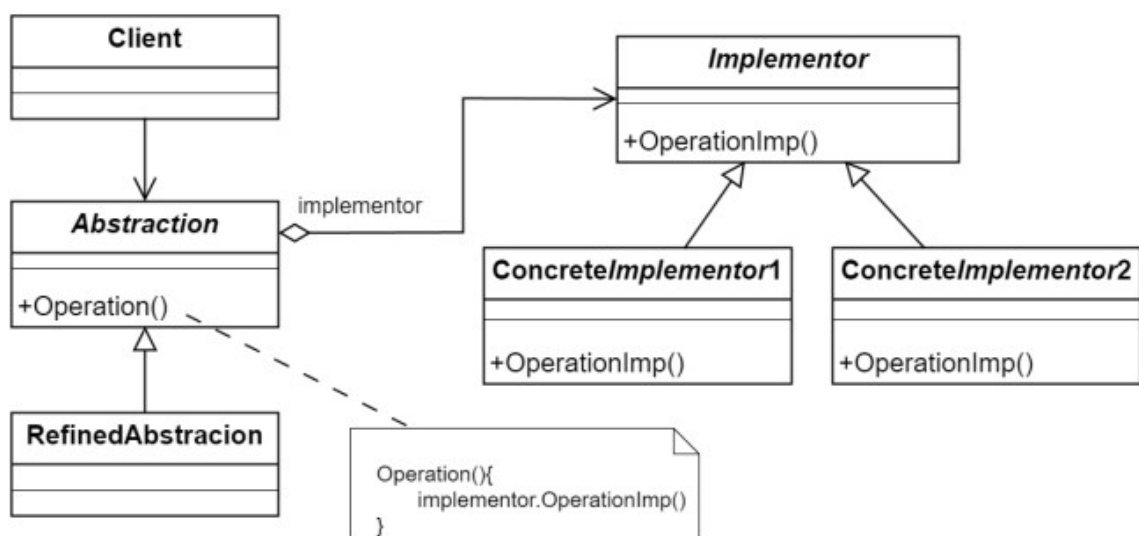 Client
Implementor
+OperationImp()
implementor
Abstraction
+Operation()
ConcreteImplementor1
+OperationImp()
ConcreteImplementor2
+OperationImp()
RefinedAbstracion
Operation(){
implementor.OperationImp()
}